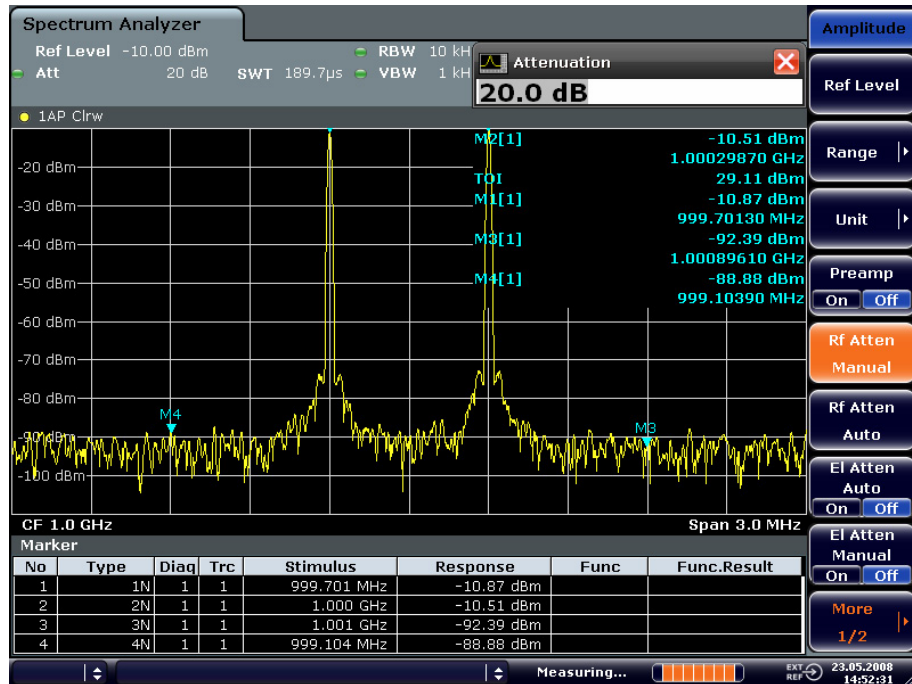 Spectrum Analyzer
Ref Level -10.00 dBm RBW 10 kH
Att 20 dB SWT 189.7µs VBW 1 kH
Attenuation
20.0 dB
1AP Clrw
M2[1] -10.51 dBm
1.00029870 GHz
TOI 29.11 dBm
M1[1] -10.87 dBm
999.70130 MHz
M3[1] -92.39 dBm
1.00089610 GHz
M4[1] -88.88 dBm
999.10390 MHz
-20 dBm
-30 dBm
-40 dBm
-50 dBm
-60 dBm
-70 dBm
-80 dBm
M4
M3
-90 dBm
-100 dBm
CF 1.0 GHz Span 3.0 MHz
Marker
No Type Diaq Trc Stimulus Response Func Func.Result
1 1N 1 1 999.701 MHz -10.87 dBm
2 2N 1 1 1.000 GHz -10.51 dBm
3 3N 1 1 1.001 GHz -92.39 dBm
4 4N 1 1 999.104 MHz -88.88 dBm
Measuring... EXT REF 23.05.2008
14:52:31
Amplitude
Ref Level
Range
Unit
Preamp
On Off
Rf Atten
Manual
Rf Atten
Auto
El Atten
Auto
On Off
El Atten
Manual
On Off
More
1/2